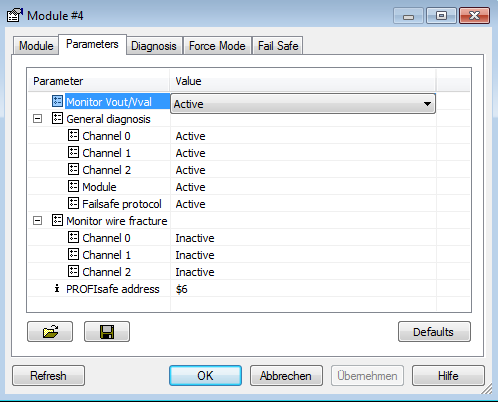 Module #4
Module Parameters Diagnosis Force Mode Fail Safe
Parameter Value
Monitor Vout/Vval Active
General diagnosis
Channel 0 Active
Channel 1 Active
Channel 2 Active
Module Active
Failsafe protocol Active
Monitor wire fracture
Channel 0 Inactive
Channel 1 Inactive
Channel 2 Inactive
PROFIsafe address $6
Defaults
Refresh OK Abbrechen Übernehmen Hilfe